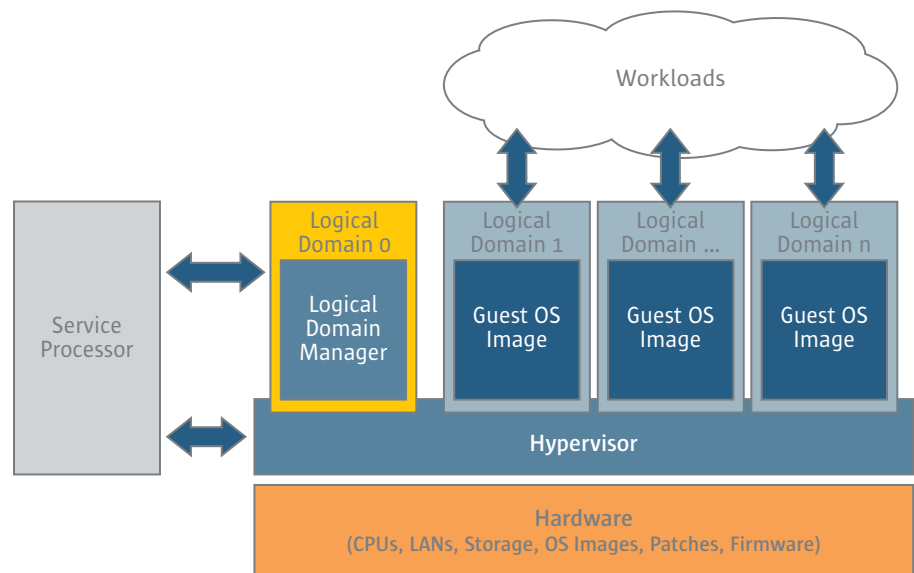 Workloads
Service
Processor
Logical
Domain 0
Logical
Domain
Manager
Logical
Domain 1
Guest OS
Image
Logical
Domain ...
Guest OS
Image
Logical
Domain n
Guest OS
Image
Hypervisor
Hardware
(CPUs, LANs, Storage, OS Images, Patches, Firmware)